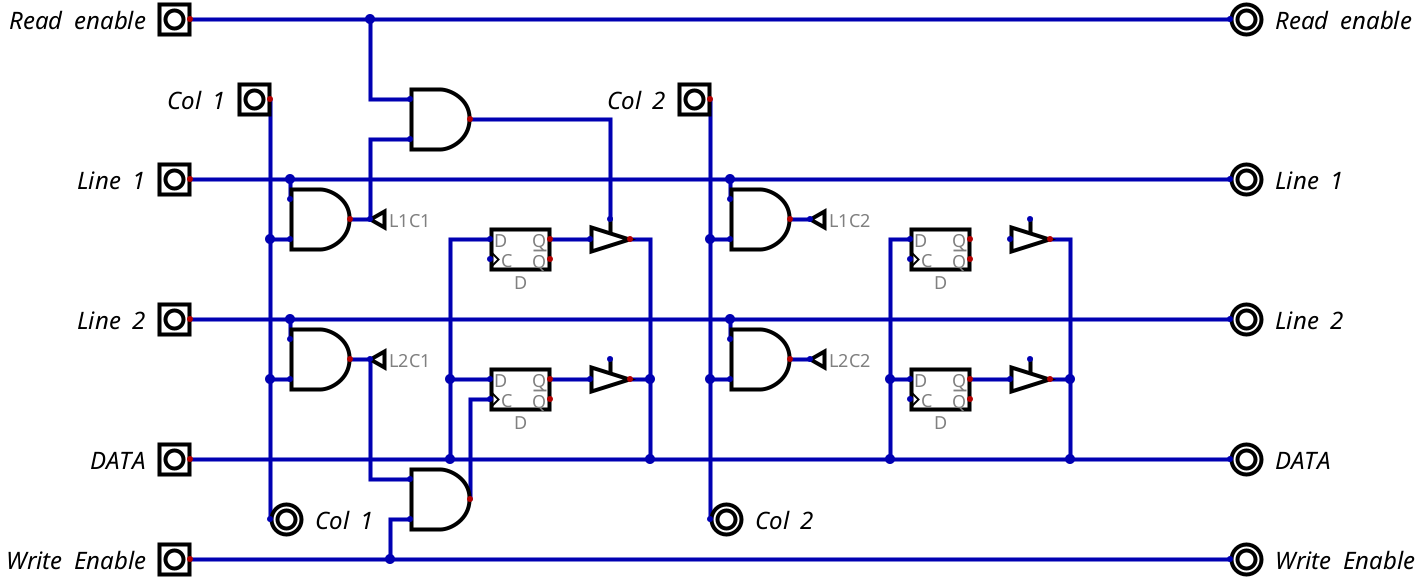 Read enable
Read enable
Col 1
Col 2
Line 1
Line 1
L1C1
L1C2
D Q
C Q
D
D Q
C Q
D
Line 2
Line 2
L2C1
L2C2
D Q
C Q
D
D Q
C Q
D
DATA
DATA
Col 1
Col 2
Write Enable
Write Enable